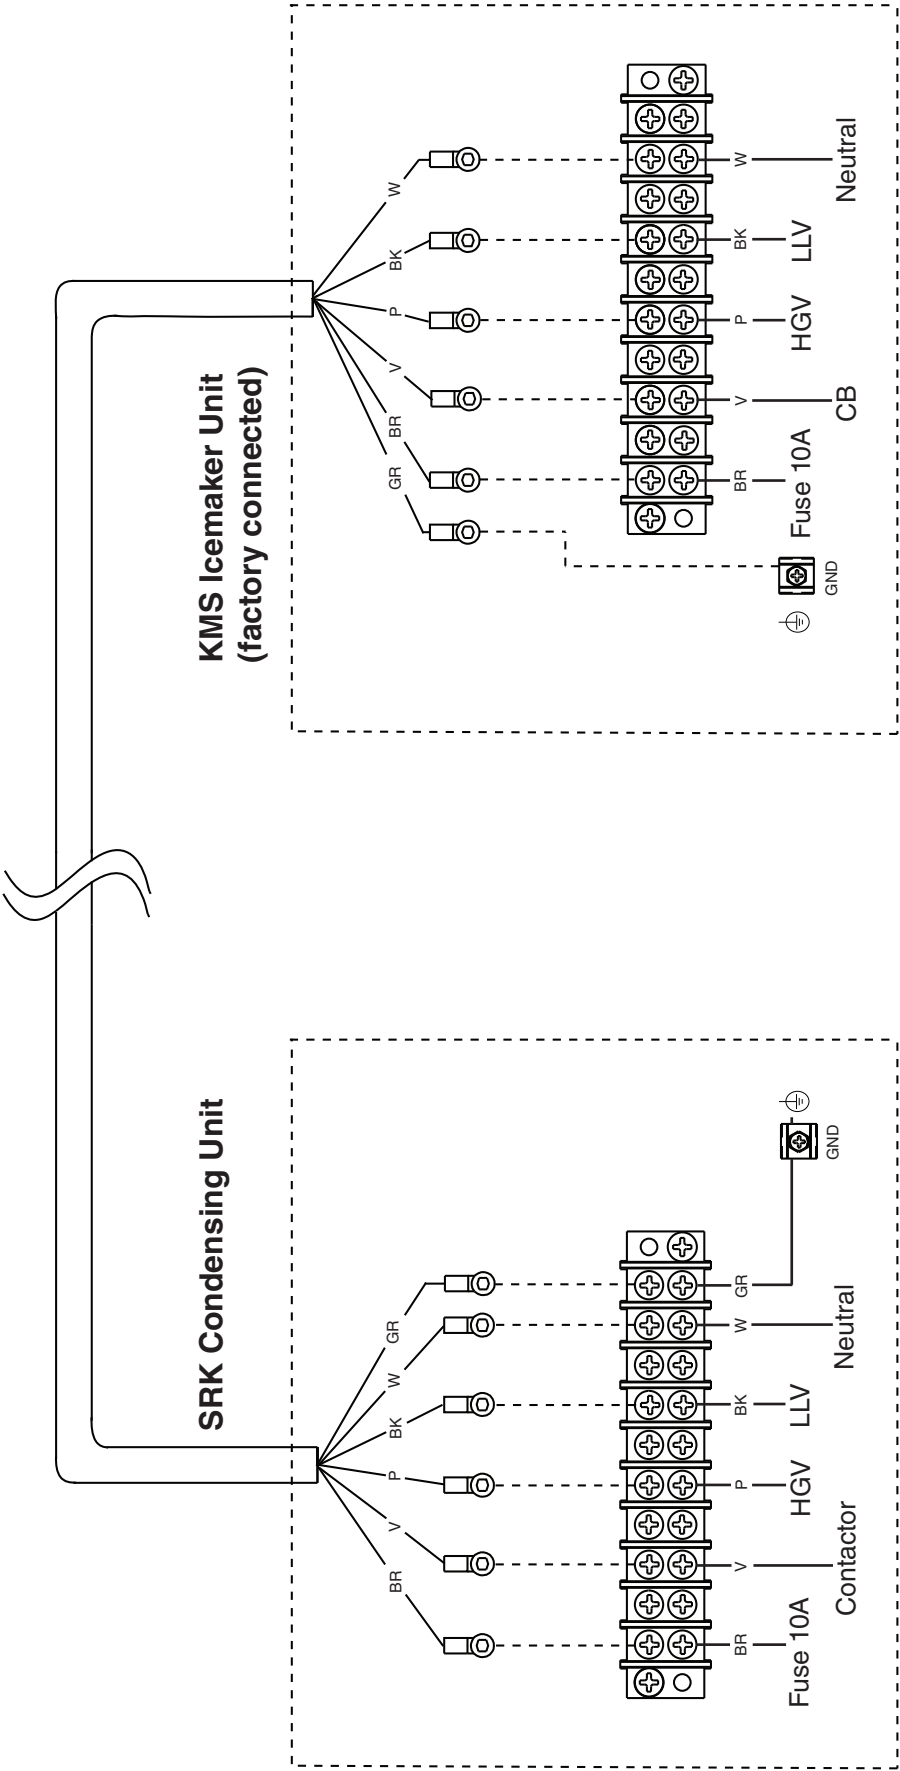 SRK Condensing Unit
BR
V
P
BK
W
GR
BR
V
P
BK
W
GR
Fuse 10A
Contactor
HGV
LLV
Neutral
GND
KMS Icemaker Unit
(factory connected)
GR
BR
V
P
BK
W
BR
V
P
BK
W
GND
Fuse 10A
CB
HGV
LLV
Neutral